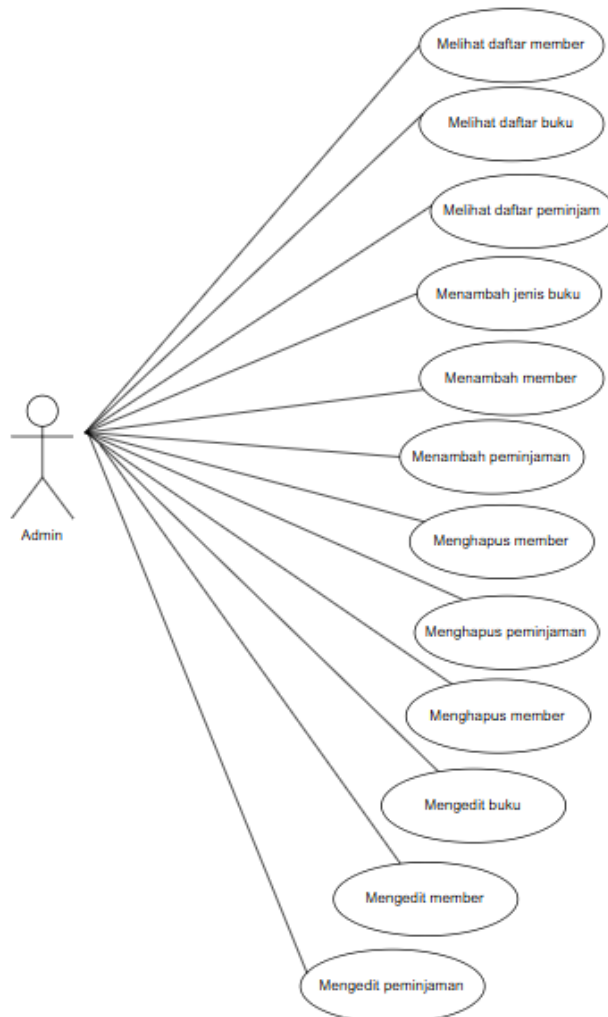 Melihat daftar member
Melihat daftar buku
Melihat daftar peminjam
Menambah jenis buku
Menambah member
Menambah peminjaman
Admin
Menghapus member
Menghapus peminjaman
Menghapus member
Mengedit buku
Mengedit member
Mengedit peminjaman